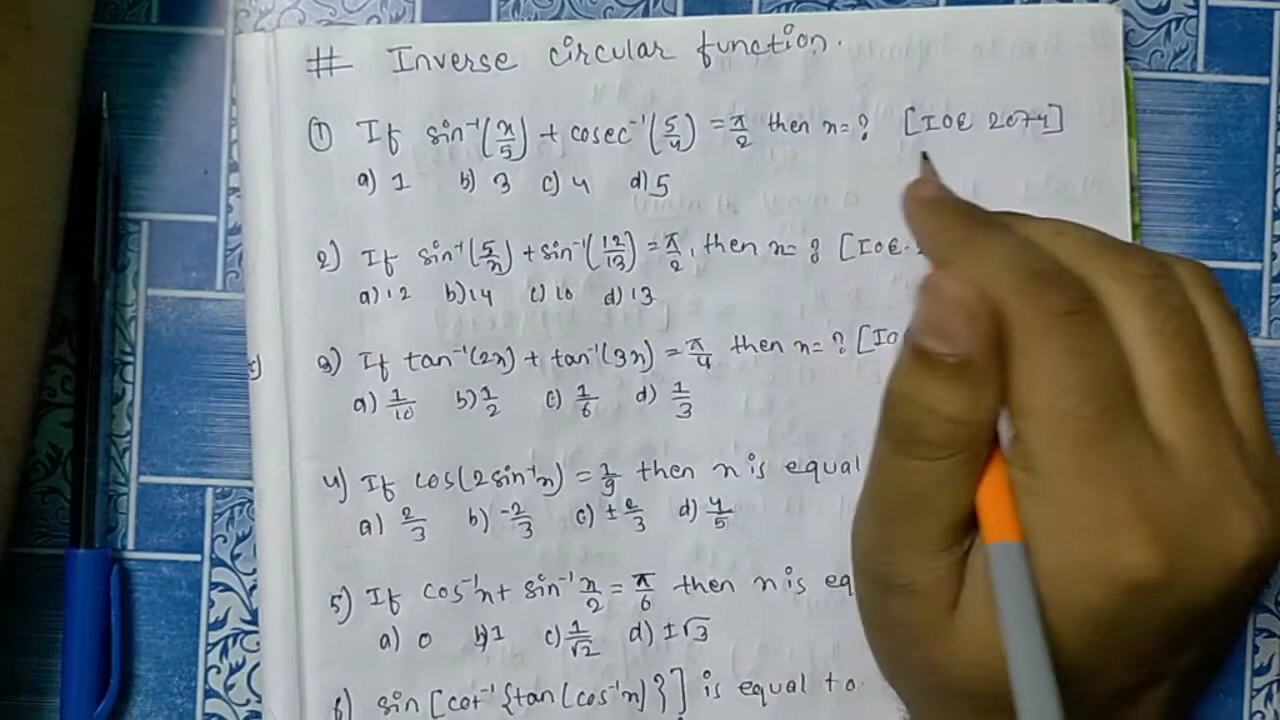 # Inverse circular function.
① If sin⁻¹(x/5) + cosec⁻¹(5/4) = π/2 then x=? [IOE 2074]
a) 1 b) 3 c) 4 d) 5
2) If sin⁻¹(5/x) + sin⁻¹(12/13) = π/2, then x= ? [IOE.
a) 12 b) 14 c) 10 d) 13
3) If tan⁻¹(2x) + tan⁻¹(3x) = π/4 then x=? [IO
a) 1/10 b) 1/2 c) 1/6 d) 1/3
4) If cos(2sin⁻¹x) = 1/9 then x is equal
a) 2/3 b) -2/3 c) ±2/3 d) 4/5
5) If cos⁻¹x + sin⁻¹ x/2 = π/6 then x is eq
a) 0 b) 1 c) 1/√2 d) ±√3
6) sin[cot⁻¹{tan(cos⁻¹x)}] is equal to.